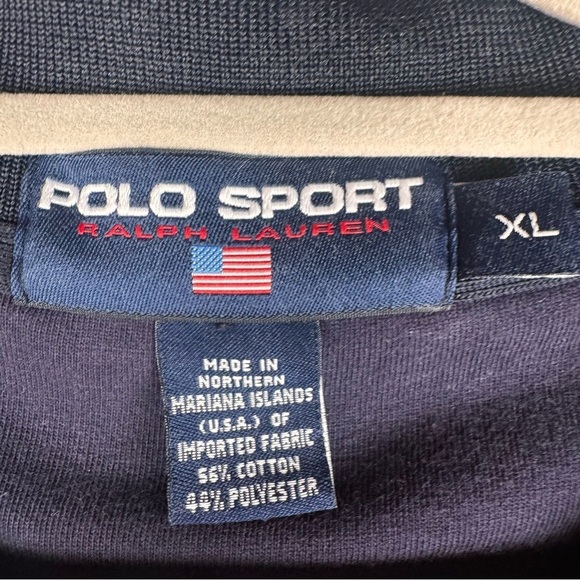 POLO SPORT
RALPH LAUREN
XL
MADE IN
NORTHERN
MARIANA ISLANDS
(U.S.A.) OF
IMPORTED FABRIC
56% COTTON
44% POLYESTER